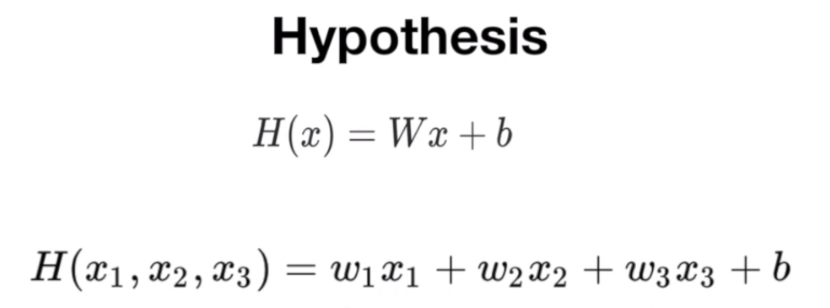 Hypothesis
H(x) = Wx + b
H(x₁, x₂, x₃) = w₁x₁ + w₂x₂ + w₃x₃ + b